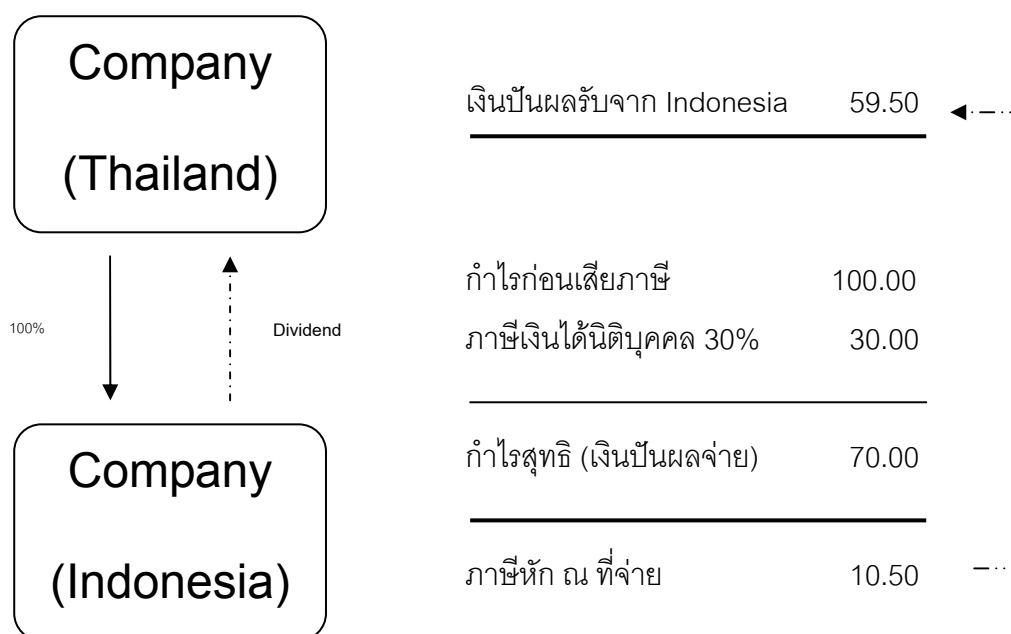 Company
(Thailand)
เงินปันผลรับจาก Indonesia 59.50
100%
Dividend
กำไรก่อนเสียภาษี 100.00
ภาษีเงินได้นิติบุคคล 30% 30.00
Company
(Indonesia)
กำไรสุทธิ (เงินปันผลจ่าย) 70.00
ภาษีหัก ณ ที่จ่าย 10.50